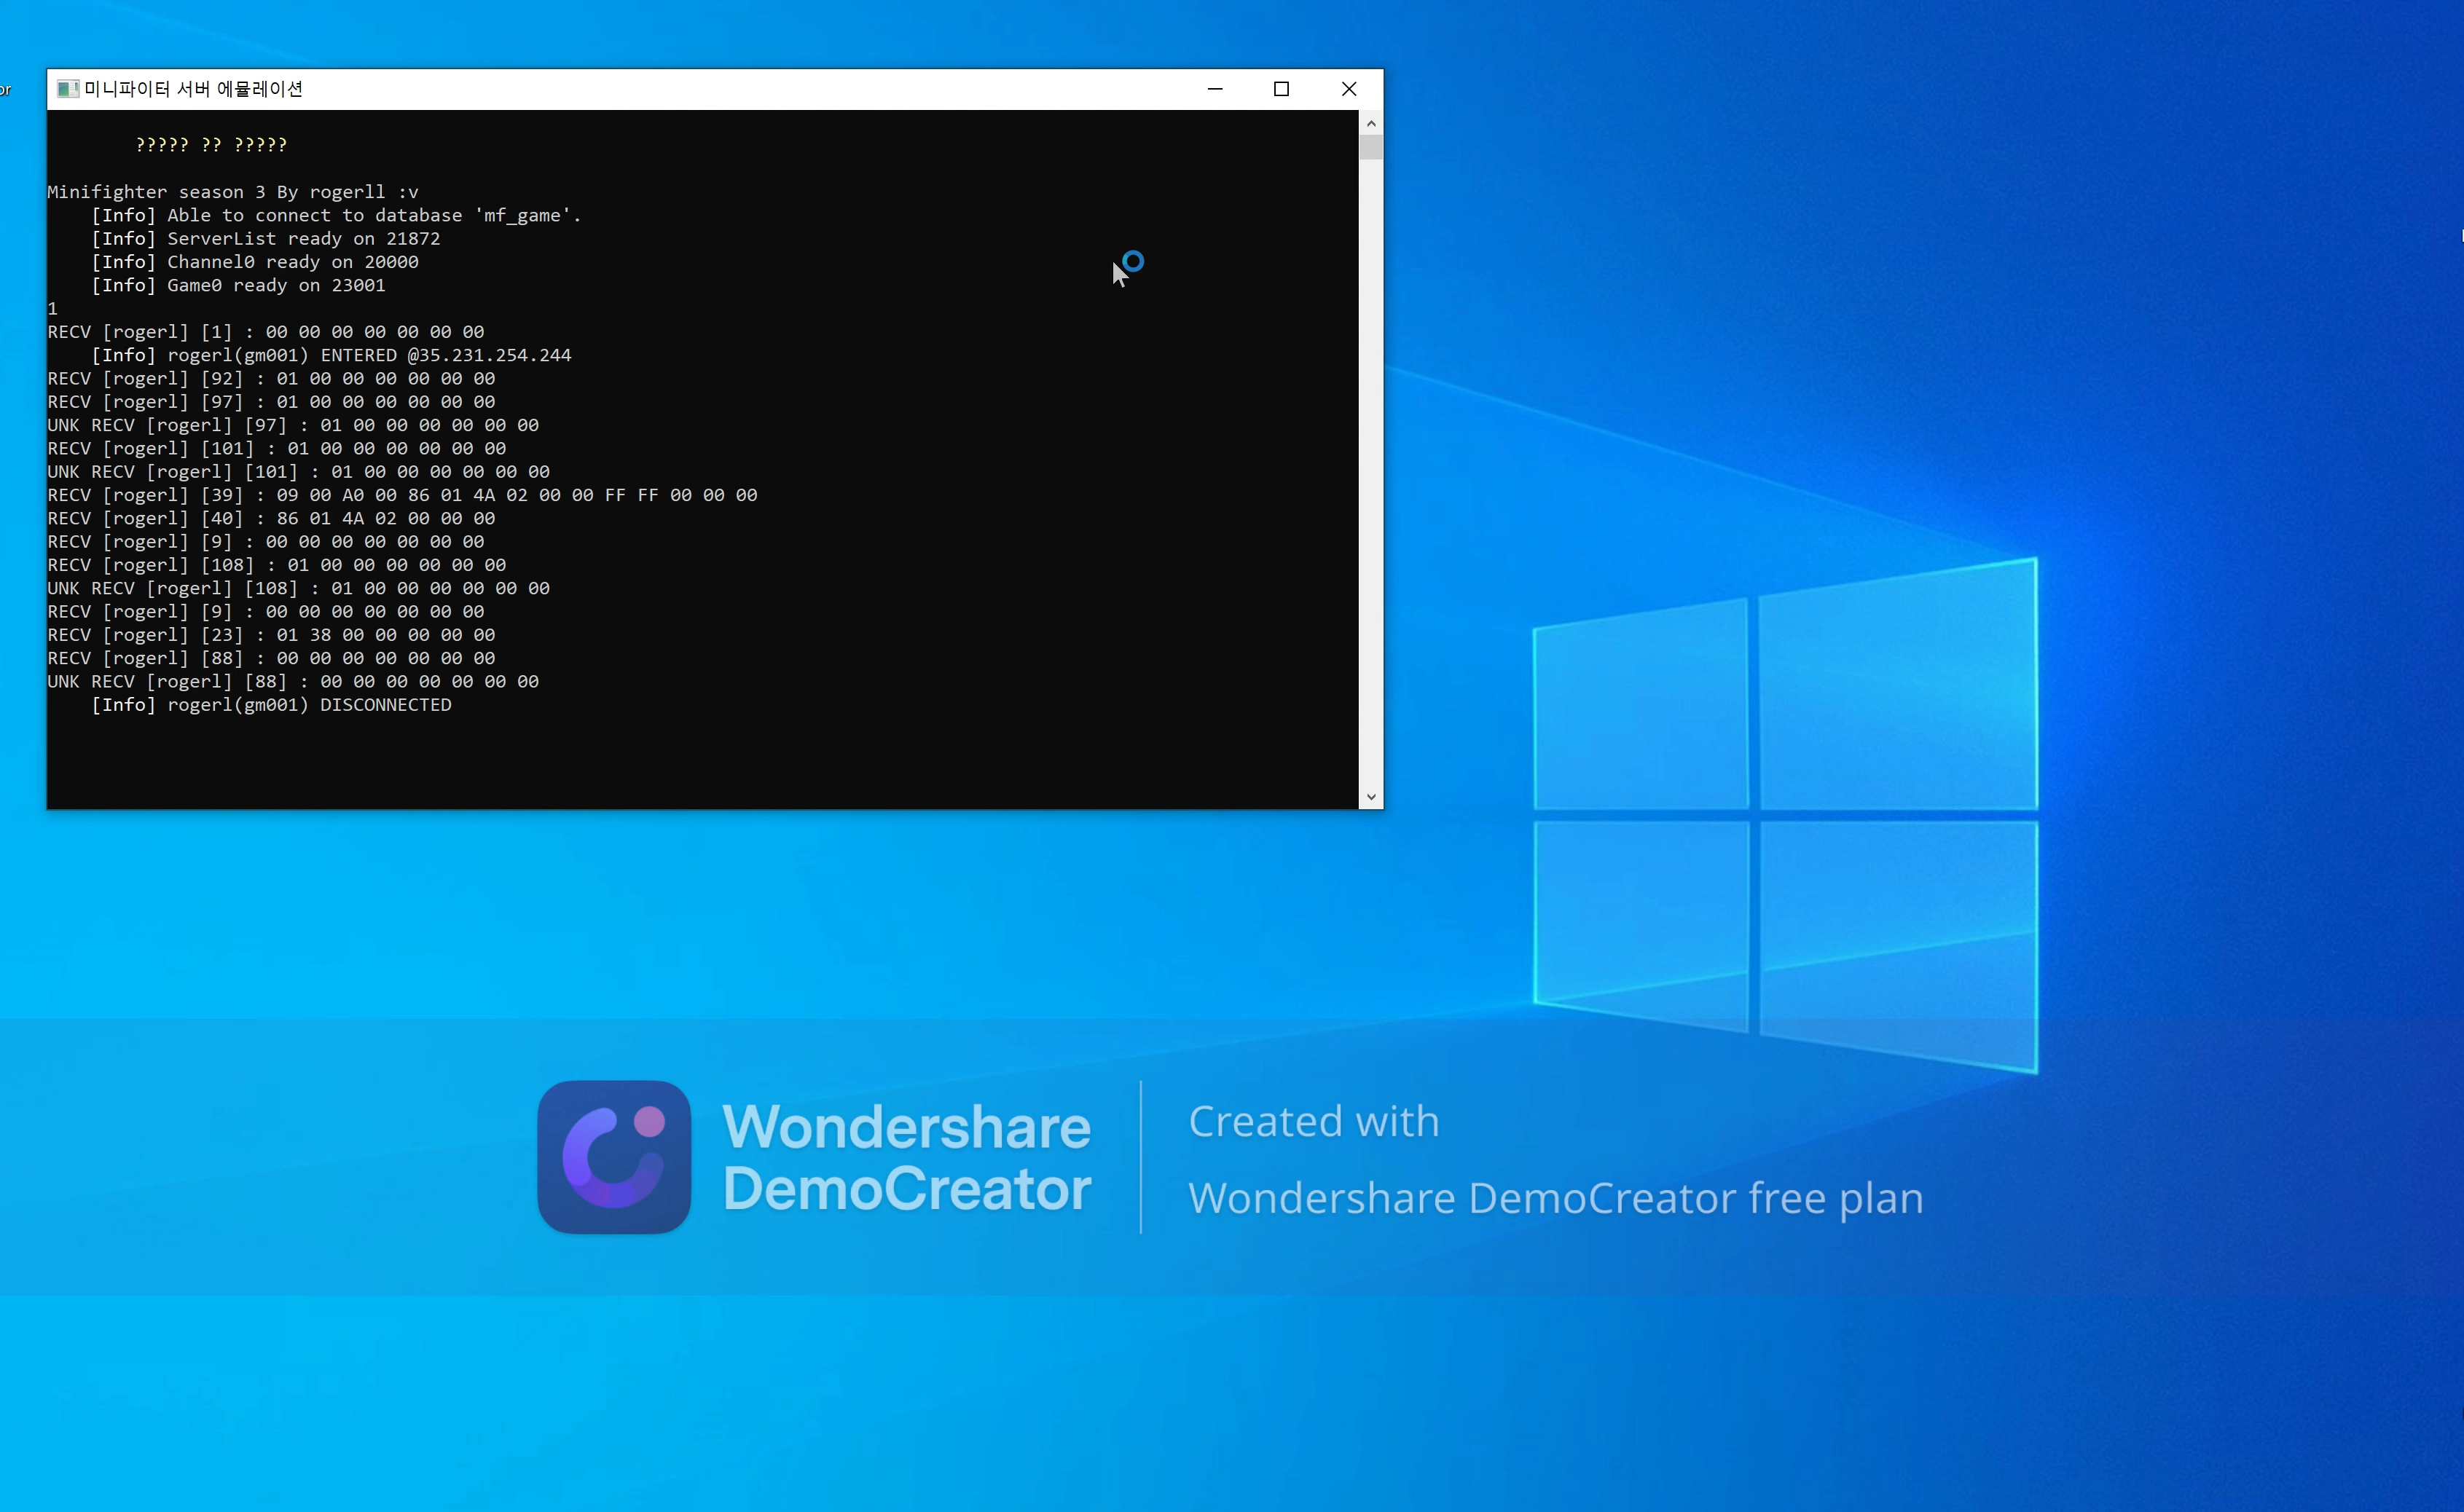 or
미니파이터 서버 에뮬레이션
????? ?? ?????
Minifighter season 3 By rogerll :v
[Info] Able to connect to database 'mf_game'.
[Info] ServerList ready on 21872
[Info] Channel0 ready on 20000
[Info] Game0 ready on 23001
1
RECV [rogerl] [1] : 00 00 00 00 00 00 00
[Info] rogerl(gm001) ENTERED @35.231.254.244
RECV [rogerl] [92] : 01 00 00 00 00 00 00
RECV [rogerl] [97] : 01 00 00 00 00 00 00
UNK RECV [rogerl] [97] : 01 00 00 00 00 00 00
RECV [rogerl] [101] : 01 00 00 00 00 00 00
UNK RECV [rogerl] [101] : 01 00 00 00 00 00 00
RECV [rogerl] [39] : 09 00 A0 00 86 01 4A 02 00 00 FF FF 00 00 00
RECV [rogerl] [40] : 86 01 4A 02 00 00 00
RECV [rogerl] [9] : 00 00 00 00 00 00 00
RECV [rogerl] [108] : 01 00 00 00 00 00 00
UNK RECV [rogerl] [108] : 01 00 00 00 00 00 00
RECV [rogerl] [9] : 00 00 00 00 00 00 00
RECV [rogerl] [23] : 01 38 00 00 00 00 00
RECV [rogerl] [88] : 00 00 00 00 00 00 00
UNK RECV [rogerl] [88] : 00 00 00 00 00 00 00
[Info] rogerl(gm001) DISCONNECTED
Wondershare
DemoCreator
Created with
Wondershare DemoCreator free plan